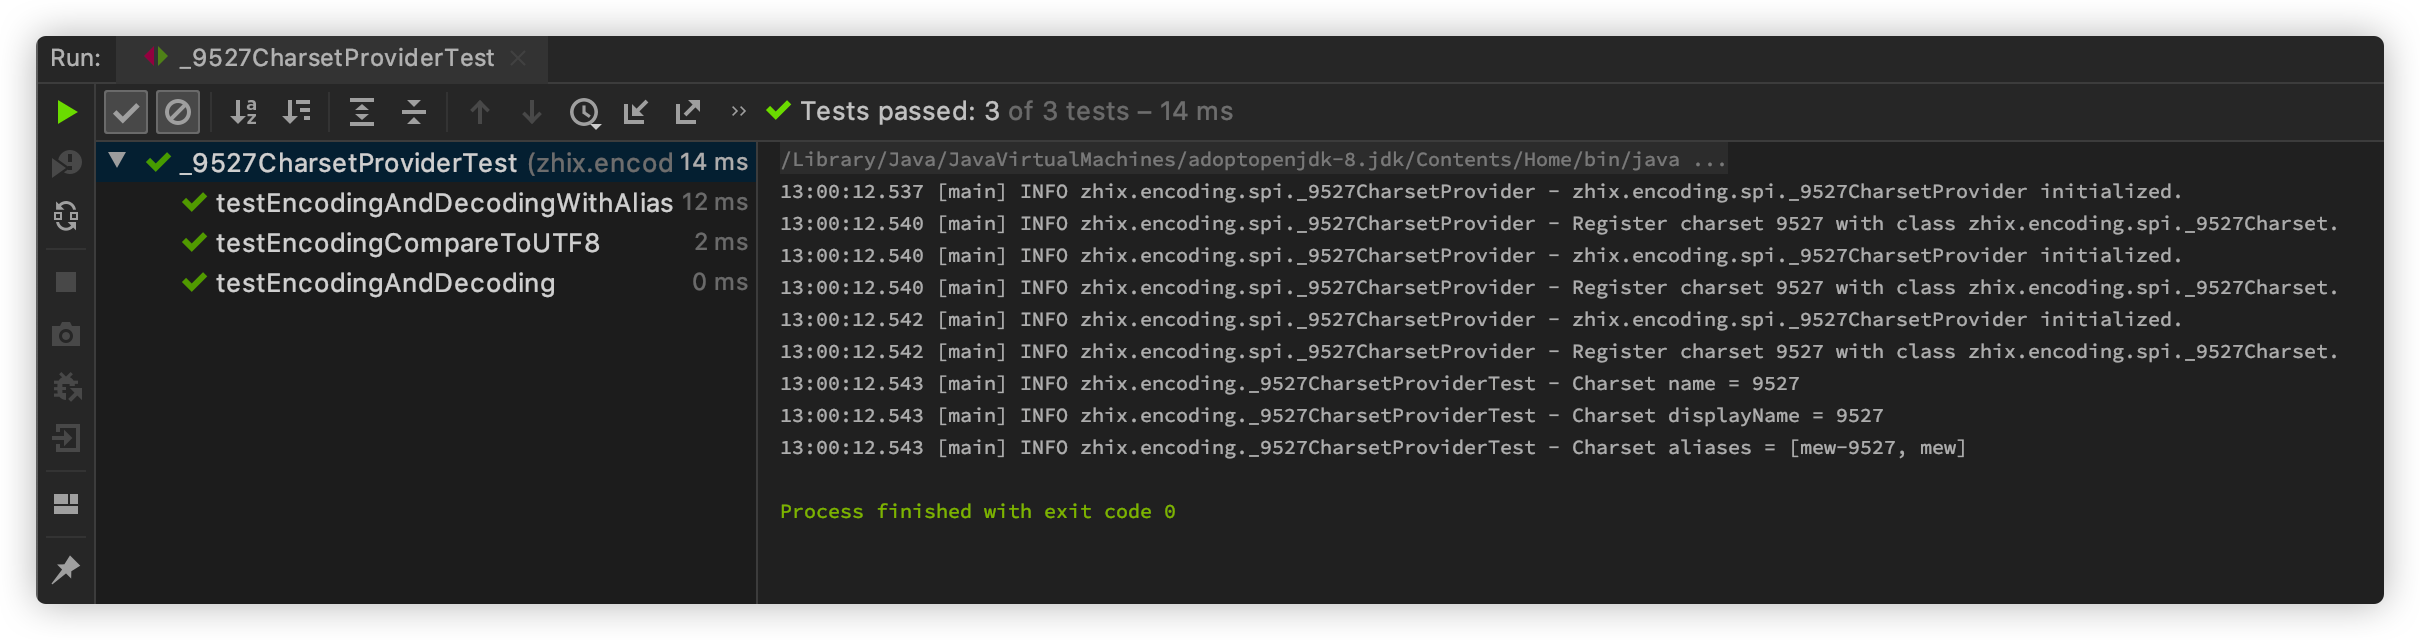 Run: _9527CharsetProviderTest
Tests passed: 3 of 3 tests – 14 ms
_9527CharsetProviderTest (zhix.encod 14 ms
testEncodingAndDecodingWithAlias 12 ms
testEncodingCompareToUTF8 2 ms
testEncodingAndDecoding 0 ms
/Library/Java/JavaVirtualMachines/adoptopenjdk-8.jdk/Contents/Home/bin/java ...
13:00:12.537 [main] INFO zhix.encoding.spi._9527CharsetProvider - zhix.encoding.spi._9527CharsetProvider initialized.
13:00:12.540 [main] INFO zhix.encoding.spi._9527CharsetProvider - Register charset 9527 with class zhix.encoding.spi._9527Charset.
13:00:12.540 [main] INFO zhix.encoding.spi._9527CharsetProvider - zhix.encoding.spi._9527CharsetProvider initialized.
13:00:12.540 [main] INFO zhix.encoding.spi._9527CharsetProvider - Register charset 9527 with class zhix.encoding.spi._9527Charset.
13:00:12.542 [main] INFO zhix.encoding.spi._9527CharsetProvider - zhix.encoding.spi._9527CharsetProvider initialized.
13:00:12.542 [main] INFO zhix.encoding.spi._9527CharsetProvider - Register charset 9527 with class zhix.encoding.spi._9527Charset.
13:00:12.543 [main] INFO zhix.encoding._9527CharsetProviderTest - Charset name = 9527
13:00:12.543 [main] INFO zhix.encoding._9527CharsetProviderTest - Charset displayName = 9527
13:00:12.543 [main] INFO zhix.encoding._9527CharsetProviderTest - Charset aliases = [mew-9527, mew]
Process finished with exit code 0